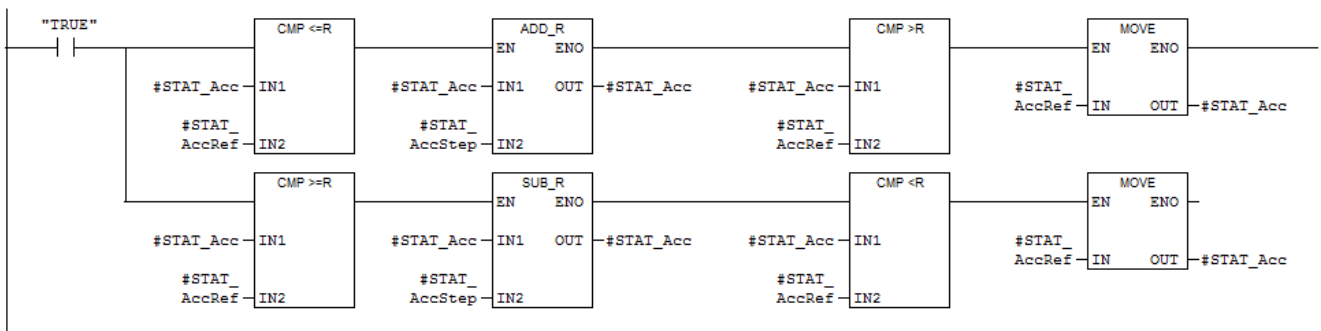 "TRUE"
CMP <=R ADD_R CMP >R MOVE
EN ENO EN ENO
#STAT_Acc IN1 #STAT_Acc IN1 OUT #STAT_Acc #STAT_Acc IN1 #STAT_
AccRef IN OUT #STAT_Acc
#STAT_ #STAT_ #STAT_
AccRef IN2 AccStep IN2 AccRef IN2
CMP >=R SUB_R CMP <R MOVE
EN ENO EN ENO
#STAT_Acc IN1 #STAT_Acc IN1 OUT #STAT_Acc #STAT_Acc IN1 #STAT_
AccRef IN OUT #STAT_Acc
#STAT_ #STAT_ #STAT_
AccRef IN2 AccStep IN2 AccRef IN2